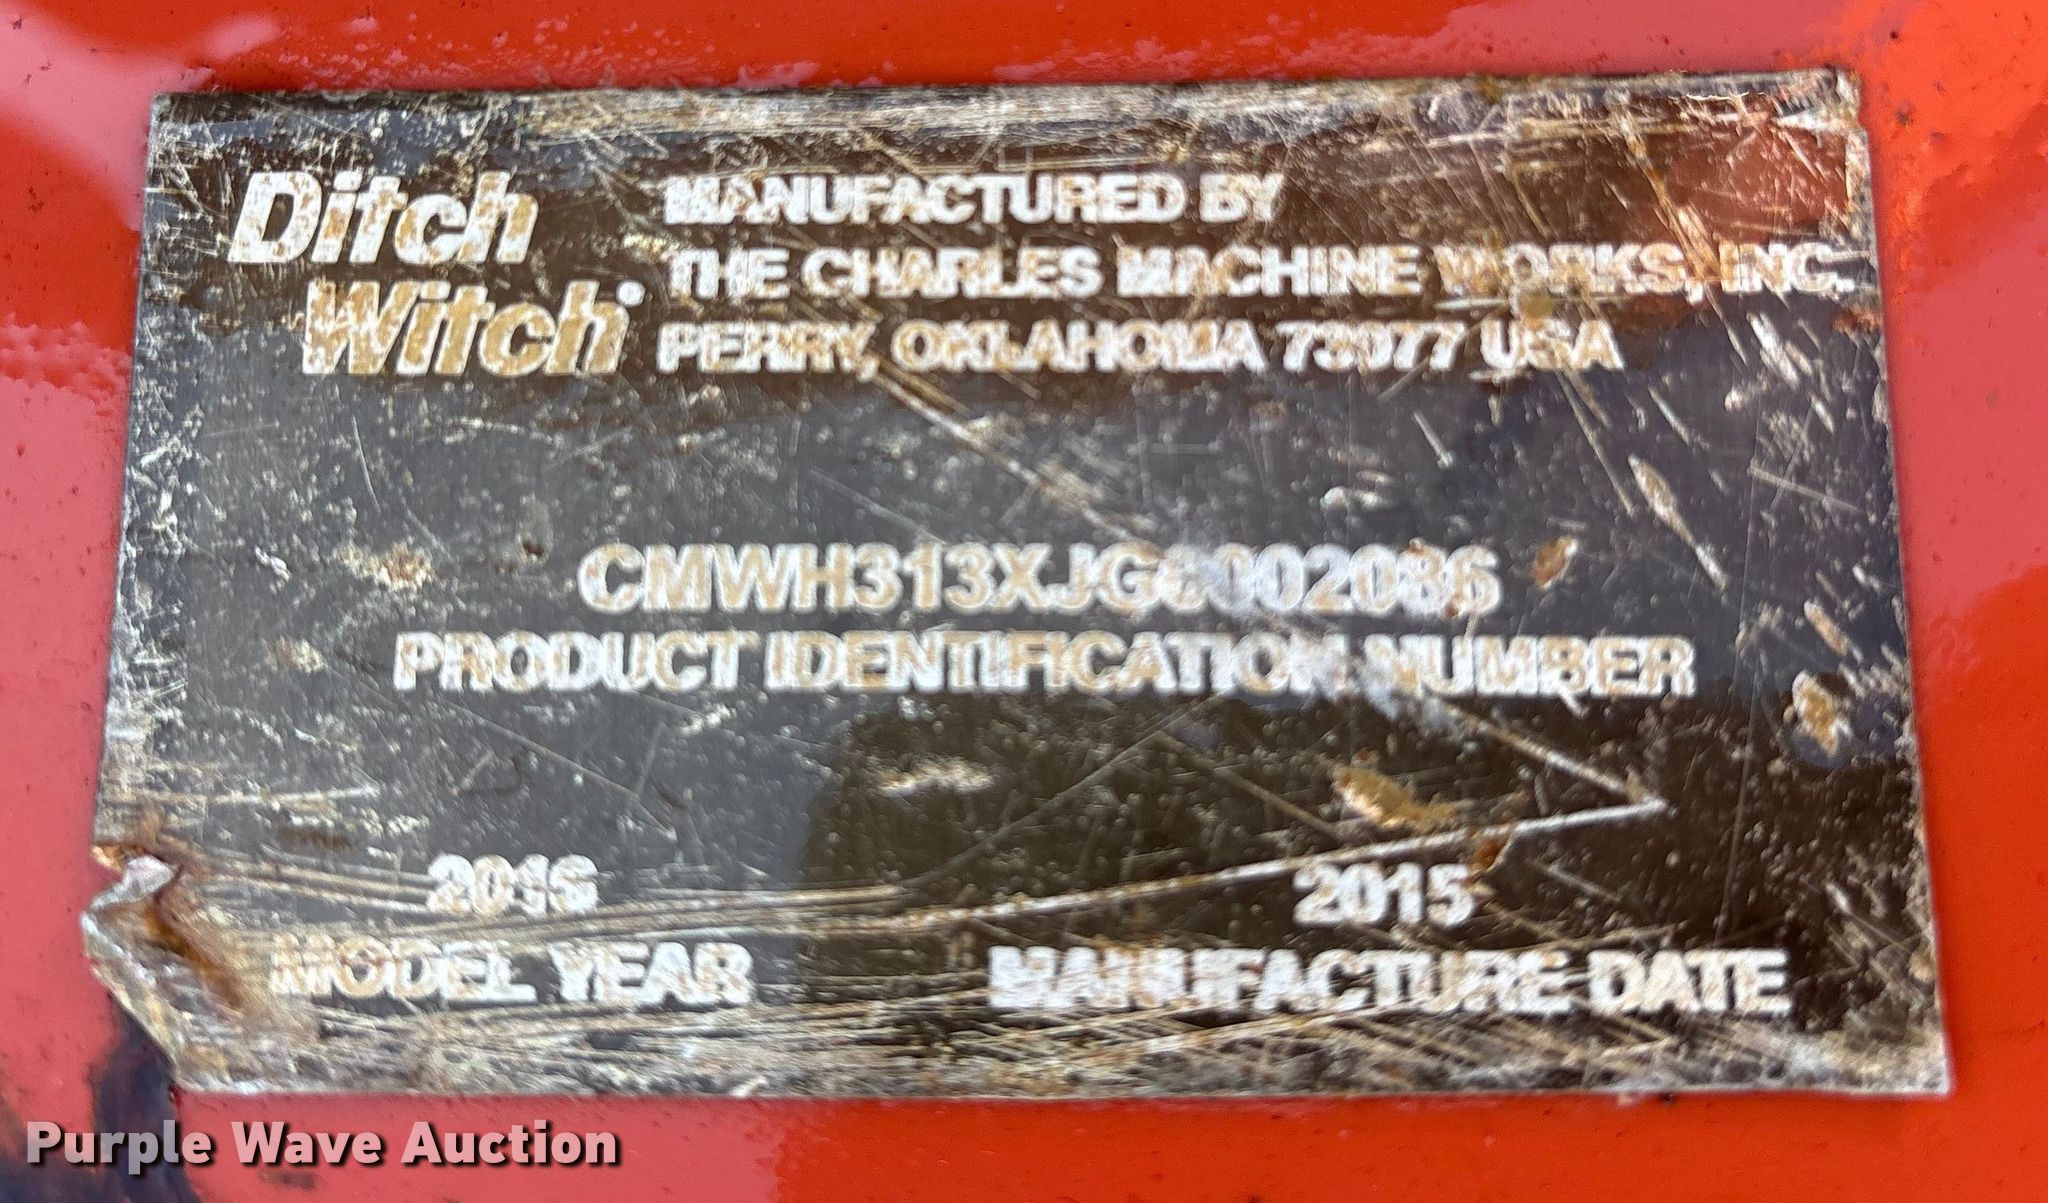 Ditch Witch®
MANUFACTURED BY
THE CHARLES MACHINE WORKS, INC.
PERRY, OKLAHOMA 73077 USA
CMWH313XJG0002086
PRODUCT IDENTIFICATION NUMBER
2016
MODEL YEAR
2015
MANUFACTURE DATE
Purple Wave Auction